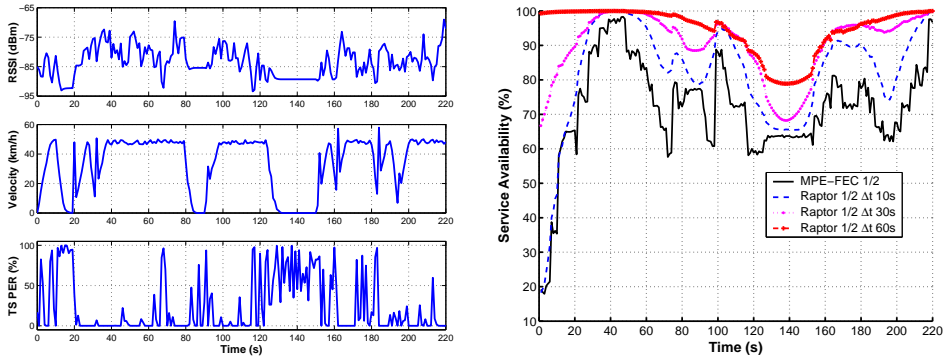 RSSI (dBm)
-75
-85
-95
0 20 40 60 80 100 120 140 160 180 200 220
Velocity (km/h)
60
40
20
0
0 20 40 60 80 100 120 140 160 180 200 220
TS PER (%)
100
50
0
0 20 40 60 80 100 120 140 160 180 200 220
Time (s)
Service Availability (%)
100
90
80
70
60
50
40
30
20
10
0 20 40 60 80 100 120 140 160 180 200 220
Time (s)
MPE-FEC 1/2
Raptor 1/2 Δt 10s
Raptor 1/2 Δt 30s
Raptor 1/2 Δt 60s